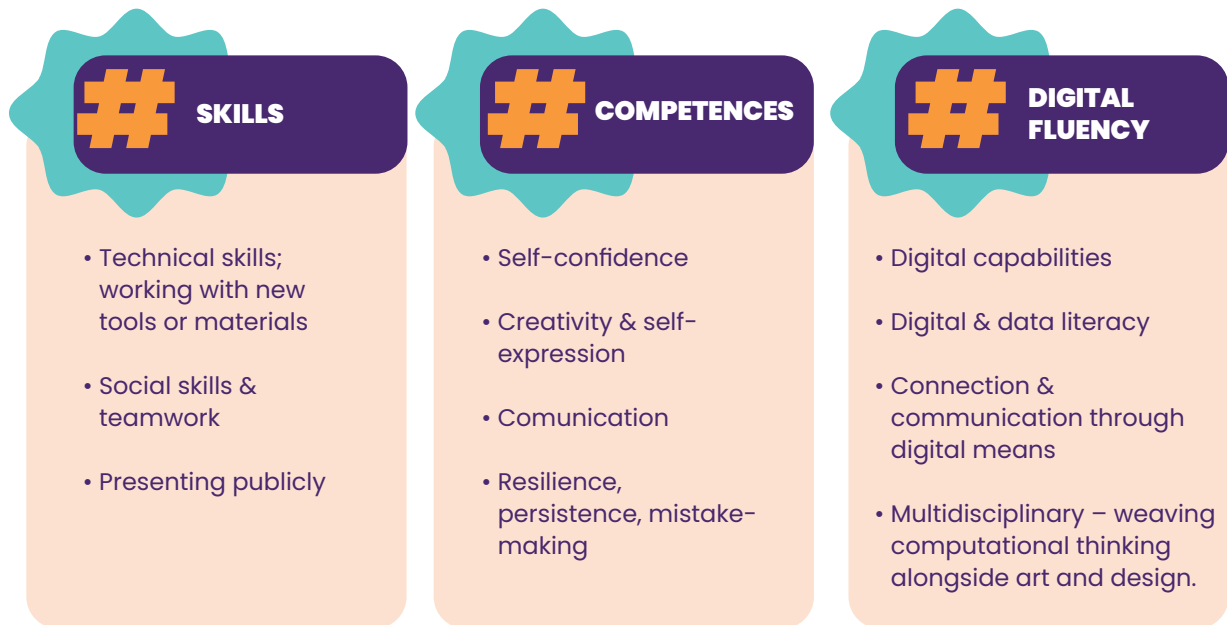 # SKILLS
• Technical skills;
working with new
tools or materials
• Social skills &
teamwork
• Presenting publicly
# COMPETENCES
• Self-confidence
• Creativity & self-
expression
• Comunication
• Resilience,
persistence, mistake-
making
# DIGITAL
FLUENCY
• Digital capabilities
• Digital & data literacy
• Connection &
communication through
digital means
• Multidisciplinary – weaving
computational thinking
alongside art and design.